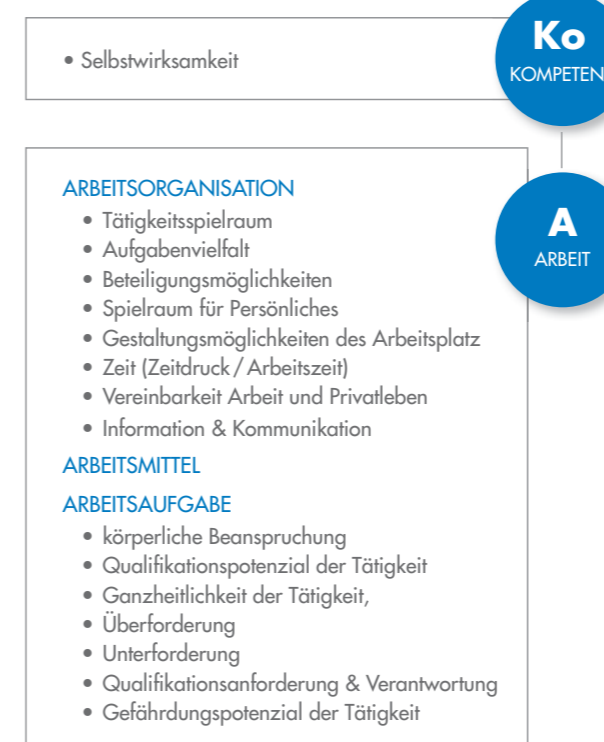 • Selbstwirksamkeit
Ko
KOMPETEN
ARBEITSORGANISATION
• Tätigkeitsspielraum
• Aufgabenvielfalt
• Beteiligungsmöglichkeiten
• Spielraum für Persönliches
• Gestaltungsmöglichkeiten des Arbeitsplatz
• Zeit (Zeitdruck / Arbeitszeit)
• Vereinbarkeit Arbeit und Privatleben
• Information & Kommunikation
A
ARBEIT
ARBEITSMITTEL
ARBEITSAUFGABE
• körperliche Beanspruchung
• Qualifikationspotenzial der Tätigkeit
• Ganzheitlichkeit der Tätigkeit,
• Überforderung
• Unterforderung
• Qualifikationsanforderung & Verantwortung
• Gefährdungspotenzial der Tätigkeit